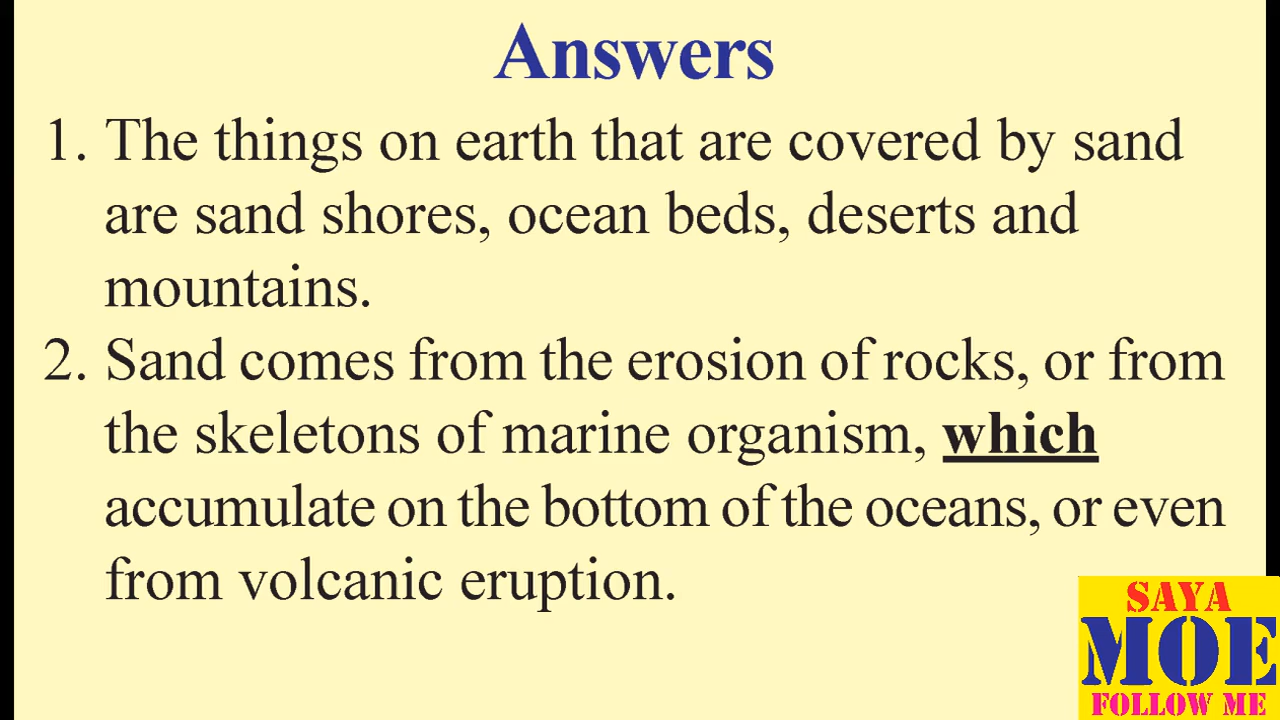 Answers
1. The things on earth that are covered by sand
are sand shores, ocean beds, deserts and
mountains.
2. Sand comes from the erosion of rocks, or from
the skeletons of marine organism, which
accumulate on the bottom of the oceans, or even
from volcanic eruption.
SAYA
MOE
FOLLOW ME